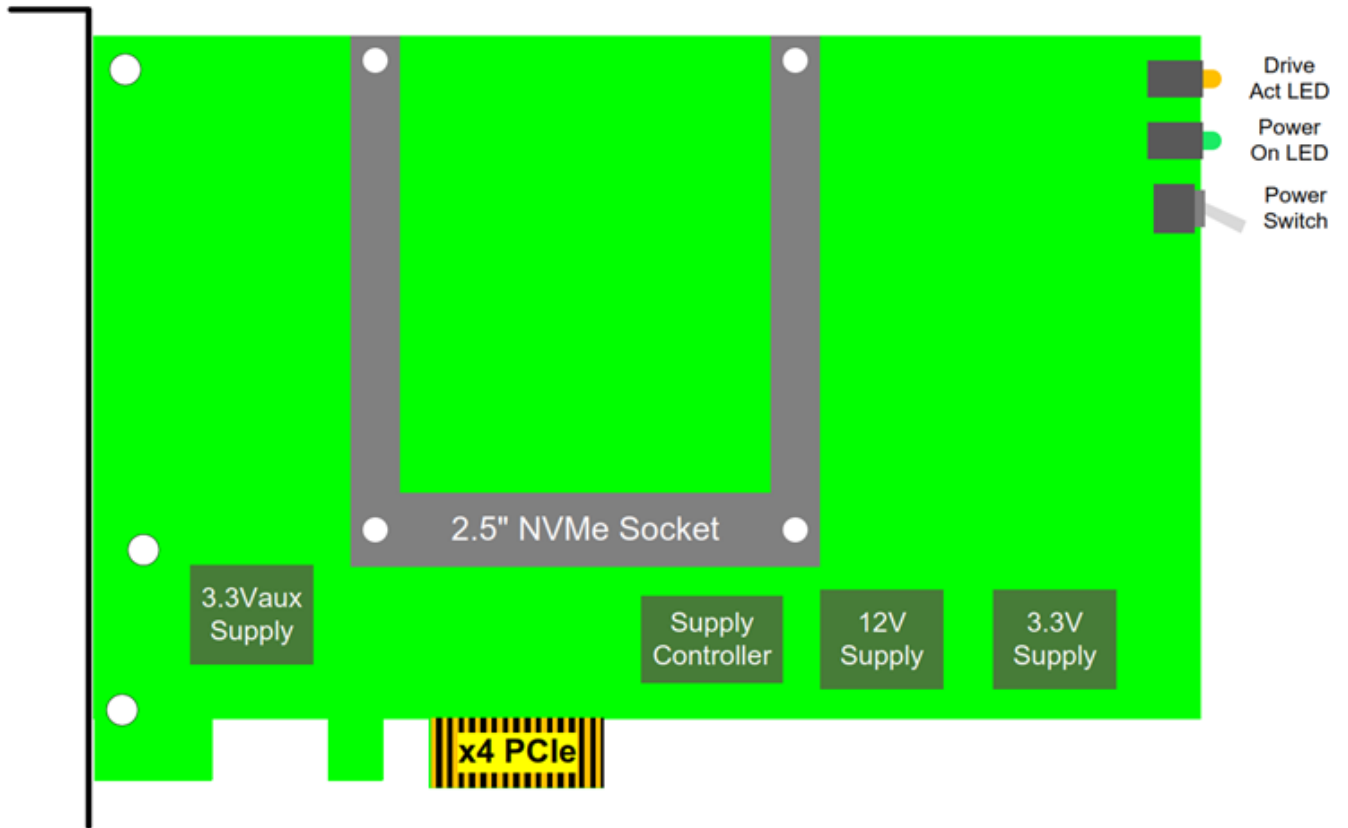 Drive
Act LED
Power
On LED
Power
Switch
2.5" NVMe Socket
3.3Vaux
Supply
Supply
Controller
12V
Supply
3.3V
Supply
x4 PCIe